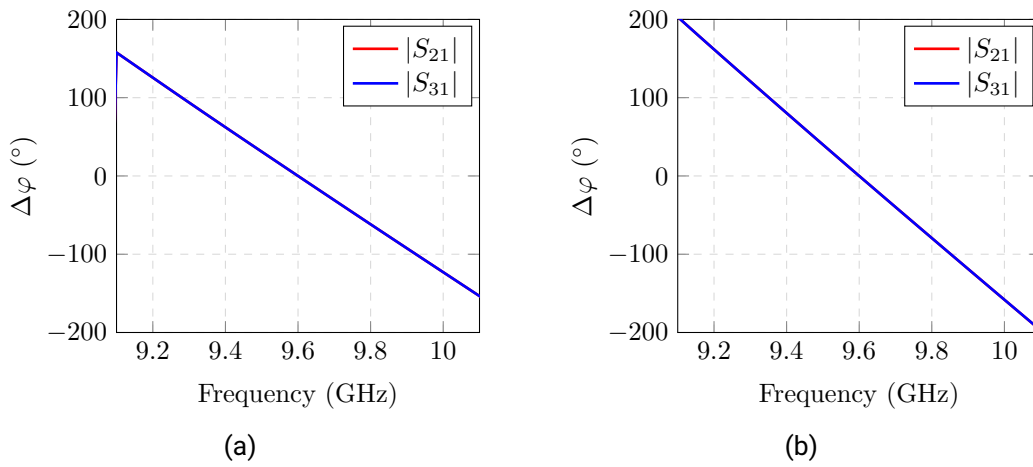 200
100
0
−100
−200
Δφ (°)
|S21|
|S31|
9.2 9.4 9.6 9.8 10
Frequency (GHz)
(a)
200
100
0
−100
−200
Δφ (°)
|S21|
|S31|
9.2 9.4 9.6 9.8 10
Frequency (GHz)
(b)